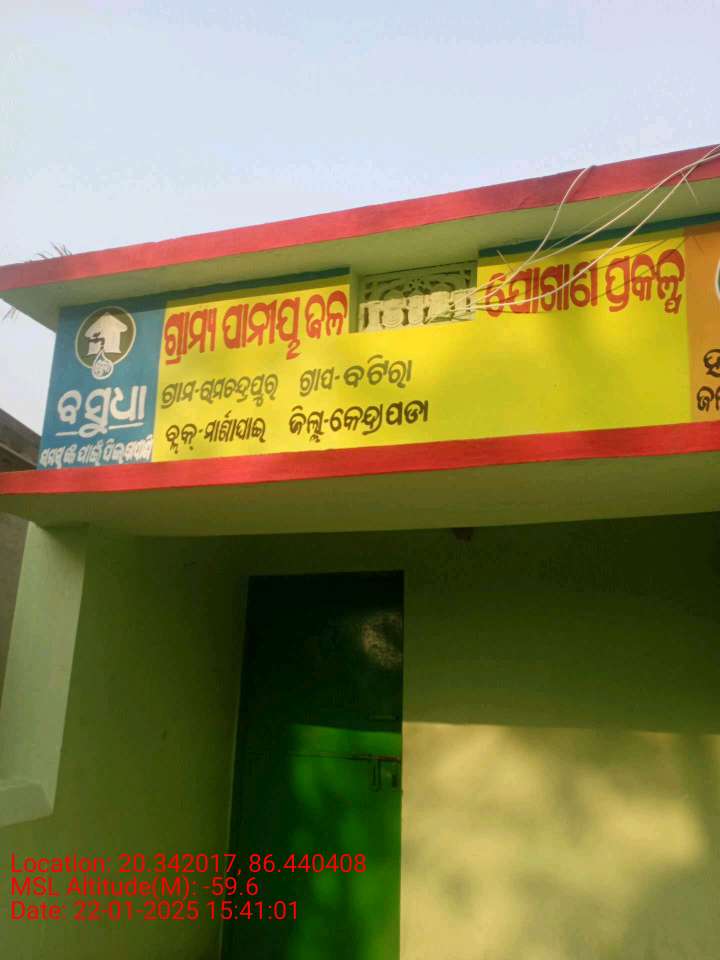 ଗ୍ରାମ୍ୟ ପାନୀୟ ଜଳ ଯୋଗାଣ ପ୍ରକଳ୍ପ
ଗ୍ରାମ-ରାମଚନ୍ଦ୍ରପୁର ଗ୍ରାପ-ବଟିରା
ବ୍ଲକ୍-ମାର୍ଶାଘାଇ ଜିଲ୍ଲା-କେନ୍ଦ୍ରାପଡା
ବସୁଧା
Location: 20.342017, 86.440408
MSL Altitude(M): -59.6
Date: 22-01-2025 15:41:01